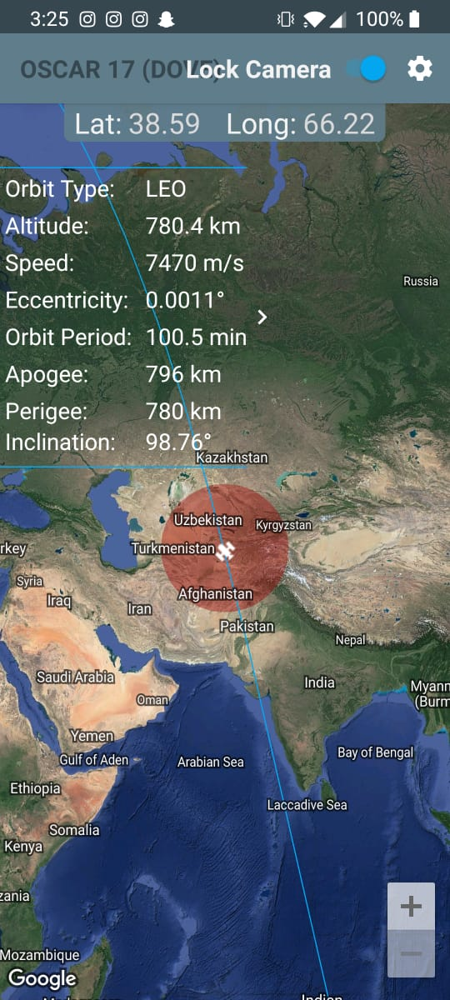 3:25 100%
OSCAR 17 (DOVE) Lock Camera
Lat: 38.59 Long: 66.22
Orbit Type: LEO
Altitude: 780.4 km
Speed: 7470 m/s
Russia
Eccentricity: 0.0011°
Orbit Period: 100.5 min
Apogee: 796 km
Perigee: 780 km
Inclination: 98.76°
Kazakhstan
Uzbekistan
Kyrgyzstan
rkey
Turkmenistan
Syria
Afghanistan
Iraq
Iran
Pakistan
Nepal
Saudi Arabia
India
Myann
(Burm
Oman
Yemen
Gulf of Aden
Arabian Sea
Bay of Bengal
Ethiopia
Laccadive Sea
Somalia
Kenya
zania
Mozambique
Google
Indian